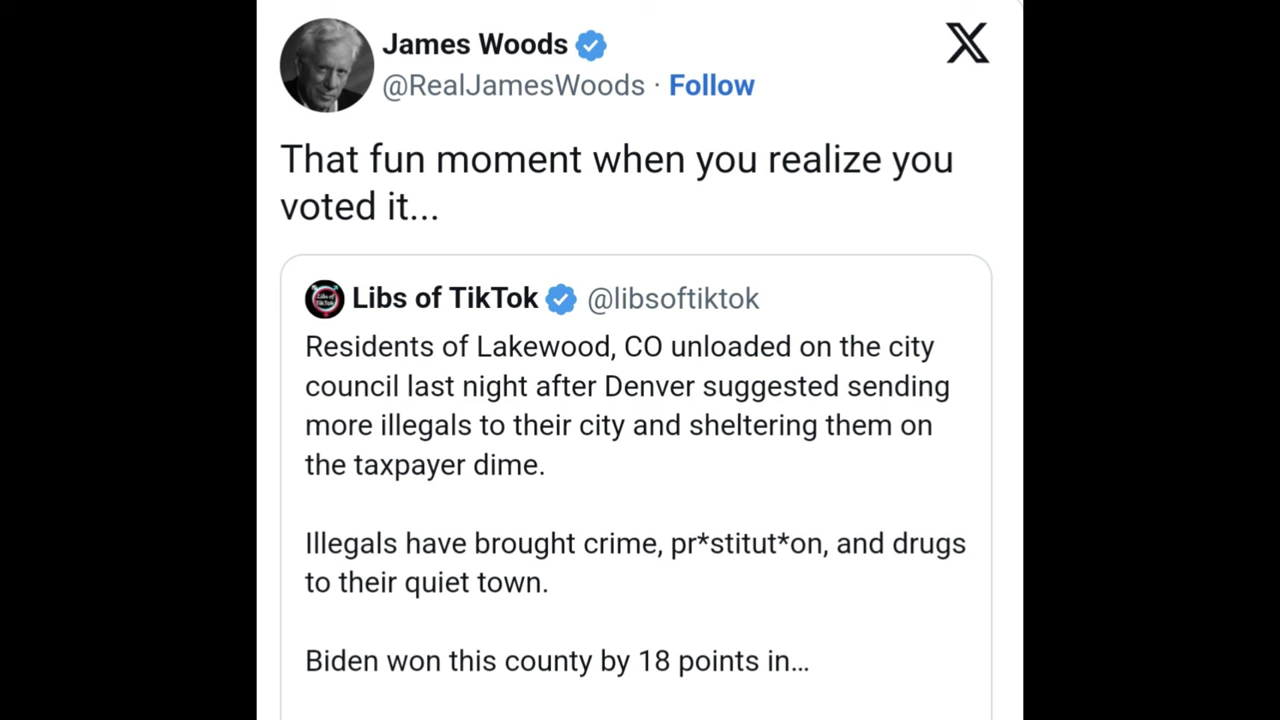 James Woods
@RealJamesWoods · Follow
X
That fun moment when you realize you
voted it...
Libs of TikTok @libsoftiktok
Residents of Lakewood, CO unloaded on the city
council last night after Denver suggested sending
more illegals to their city and sheltering them on
the taxpayer dime.
Illegals have brought crime, pr*stitut*on, and drugs
to their quiet town.
Biden won this county by 18 points in...